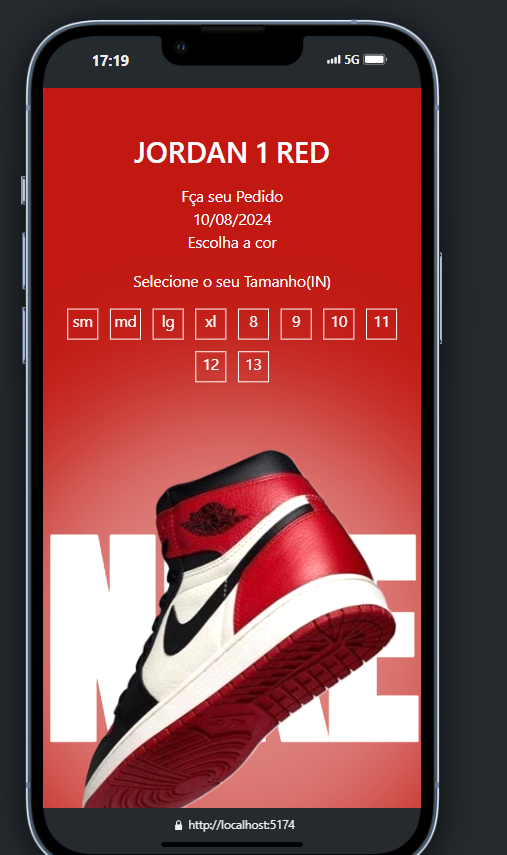 17:19
5G
JORDAN 1 RED
Fça seu Pedido
10/08/2024
Escolha a cor
Selecione o seu Tamanho(IN)
sm md lg xl 8 9 10 11
12 13
http://localhost:5174